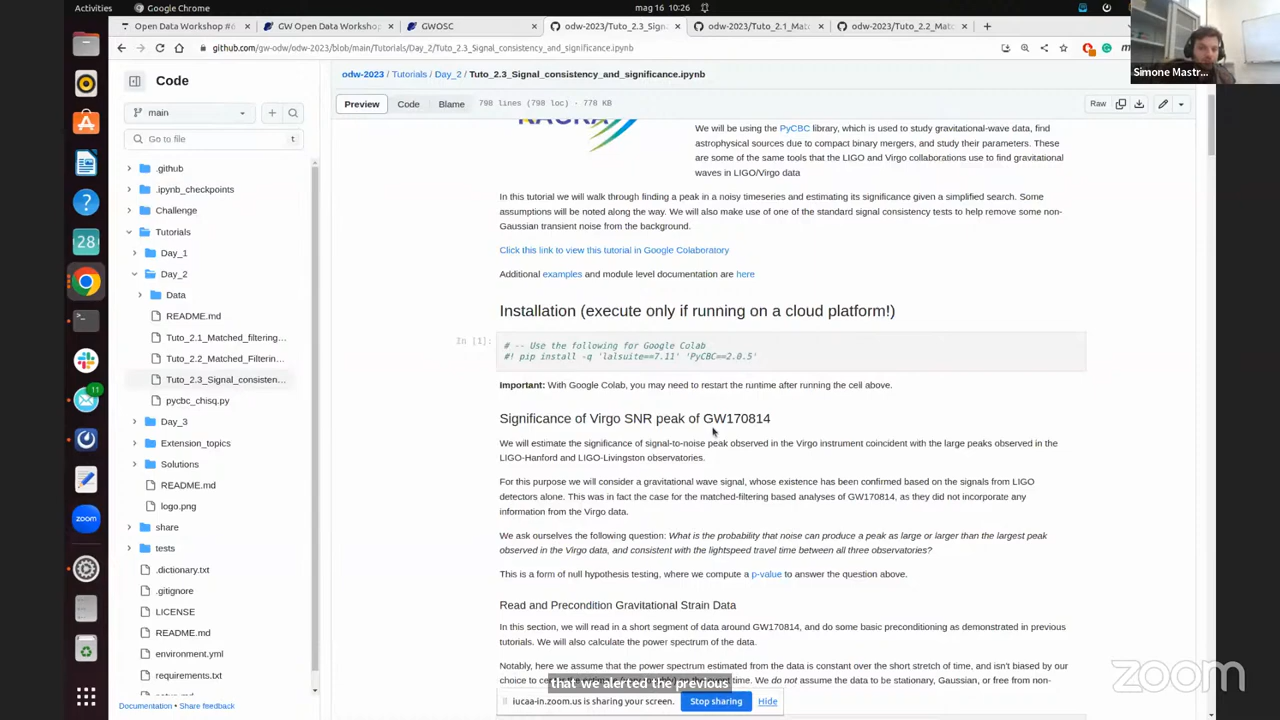 Activities
Google Chrome
mag 16 10:26
Open Data Workshop #6
GW Open Data Workshop,
GWOSC
odw-2023/Tuto_2.3_Sign...
odw-2023/Tuto_2.1_Mat...
odw-2023/Tuto_2.2_Mat...
github.com/gw-odw/odw-2023/blob/main/Tutorials/Day_2/Tuto_2.3_Signal_consistency_and_significance.ipynb
Simone Mastr...
Code
main
Go to file
t
.github
.ipynb_checkpoints
Challenge
Tutorials
Day_1
Day_2
Data
README.md
Tuto_2.1_Matched_filtering...
Tuto_2.2_Matched_Filterin...
Tuto_2.3_Signal_consisten...
pycbc_chisq.py
Day_3
Extension_topics
Solutions
README.md
logo.png
share
tests
.dictionary.txt
.gitignore
LICENSE
README.md
environment.yml
requirements.txt
Documentation • Share feedback
28
11
zoom
odw-2023 / Tutorials / Day_2 / Tuto_2.3_Signal_consistency_and_significance.ipynb
Preview
Code
Blame
798 lines (798 loc) · 778 KB
Raw
KAGRA
We will be using the PyCBC library, which is used to study gravitational-wave data, find
astrophysical sources due to compact binary mergers, and study their parameters. These
are some of the same tools that the LIGO and Virgo collaborations use to find gravitational
waves in LIGO/Virgo data
In this tutorial we will walk through finding a peak in a noisy timeseries and estimating its significance given a simplified search. Some
assumptions will be noted along the way. We will also make use of one of the standard signal consistency tests to help remove some non-
Gaussian transient noise from the background.
Click this link to view this tutorial in Google Colaboratory
Additional examples and module level documentation are here
Installation (execute only if running on a cloud platform!)
In [1]:
# -- Use the following for Google Colab
#! pip install -q 'lalsuite==7.11' 'PyCBC==2.0.5'
Important: With Google Colab, you may need to restart the runtime after running the cell above.
Significance of Virgo SNR peak of GW170814
We will estimate the significance of signal-to-noise peak observed in the Virgo instrument coincident with the large peaks observed in the
LIGO-Hanford and LIGO-Livingston observatories.
For this purpose we will consider a gravitational wave signal, whose existence has been confirmed based on the signals from LIGO
detectors alone. This was in fact the case for the matched-filtering based analyses of GW170814, as they did not incorporate any
information from the Virgo data.
We ask ourselves the following question: What is the probability that noise can produce a peak as large or larger than the largest peak
observed in the Virgo data, and consistent with the lightspeed travel time between all three observatories?
This is a form of null hypothesis testing, where we compute a p-value to answer the question above.
Read and Precondition Gravitational Strain Data
In this section, we will read in a short segment of data around GW170814, and do some basic preconditioning as demonstrated in previous
tutorials. We will also calculate the power spectrum of the data.
Notably, here we assume that the power spectrum estimated from the data is constant over the short stretch of time, and isn't biased by our
time. We do not assume the data to be stationary, Gaussian, or free from non-
that we alerted the previous
iucaa-in.zoom.us is sharing your screen.
Stop sharing
Hide
zoom